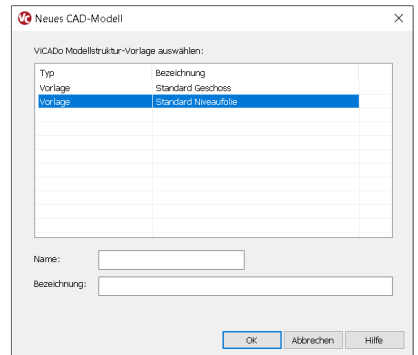 Neues CAD-Modell
ViCADo Modellstruktur-Vorlage auswählen:
Typ Bezeichnung
Vorlage Standard Geschoss
Vorlage Standard Niveaufolie
Name:
Bezeichnung:
OK Abbrechen Hilfe